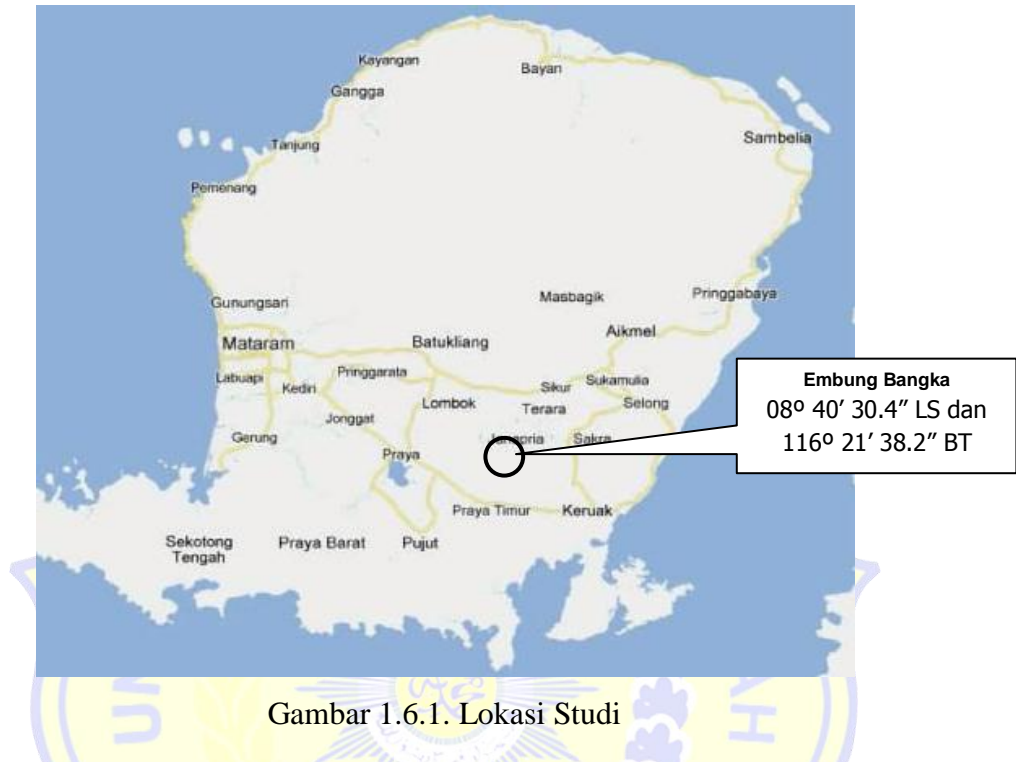 Kayangan
Bayan
Gangga
Sambelia
Tanjung
Pemenang
Masbagik
Pringgabaya
Gunungsari
Aikmel
Mataram
Batukliang
Labuapi
Kediri
Pringgarata
Sikur
Sukamulia
Embung Bangka
08º 40’ 30.4” LS dan
116º 21’ 38.2” BT
Lombok
Terara
Selong
Jonggat
Gerung
Janapria
Sakra
Praya
Praya Timur
Keruak
Sekotong
Tengah
Praya Barat
Pujut
Gambar 1.6.1. Lokasi Studi
UN
H